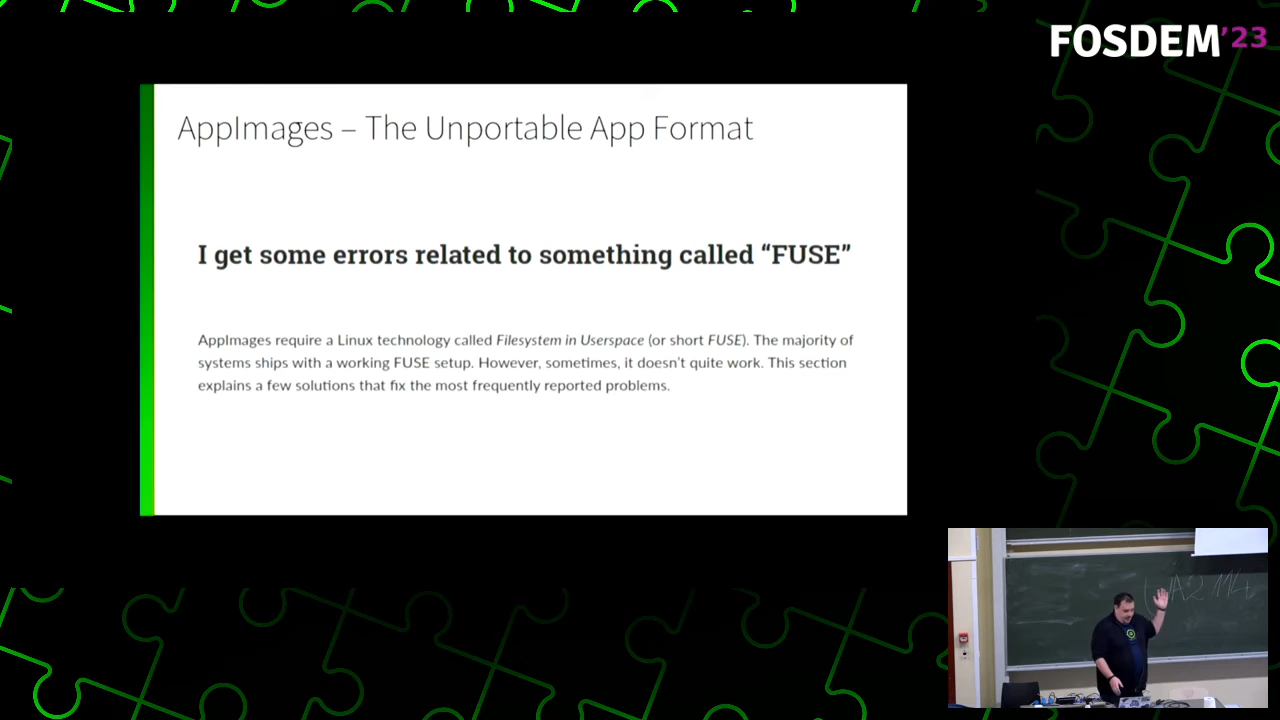 FOSDEM'23
AppImages – The Unportable App Format
I get some errors related to something called “FUSE”
AppImages require a Linux technology called Filesystem in Userspace (or short FUSE). The majority of
systems ships with a working FUSE setup. However, sometimes, it doesn't quite work. This section
explains a few solutions that fix the most frequently reported problems.